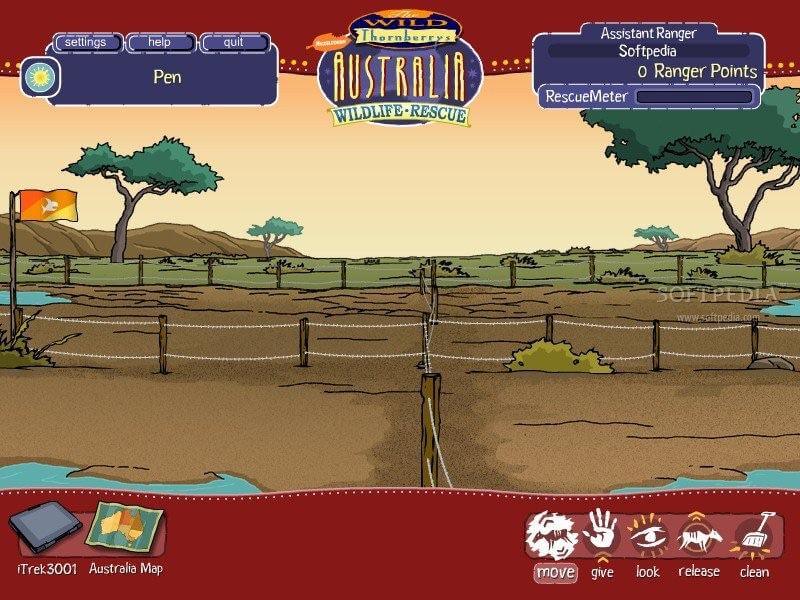 settings
help
quit
Pen
NICKELODEON
The
WILD
Thornberrys
AUSTRALIA
WILDLIFE·RESCUE
Assistant Ranger
Softpedia
0 Ranger Points
RescueMeter
SOFTPEDIA
www.softpedia.com
iTrek3001
Australia Map
move
give
look
release
clean